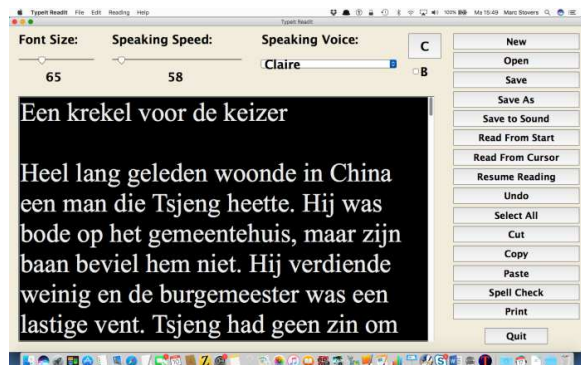 Typelt ReadIt File Edit Reading Help
100% Ma 15:49 Marc Stovers
Typelt ReadIt
Font Size:
Speaking Speed:
Speaking Voice:
65
58
Claire
C
B
New
Open
Save
Save As
Save to Sound
Read From Start
Read From Cursor
Resume Reading
Undo
Select All
Cut
Copy
Paste
Spell Check
Print
Quit
Een krekel voor de keizer
Heel lang geleden woonde in China
een man die Tsjeng heette. Hij was
bode op het gemeentehuis, maar zijn
baan beviel hem niet. Hij verdiende
weinig en de burgemeester was een
lastige vent. Tsjeng had geen zin om